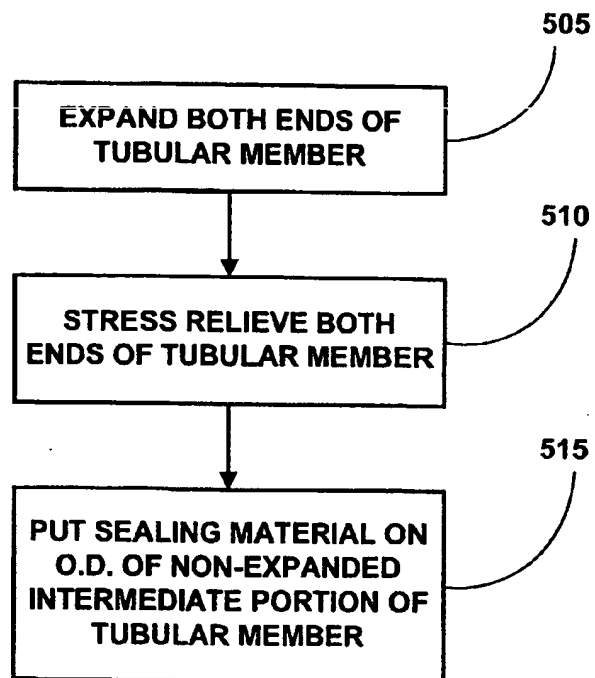 505
EXPAND BOTH ENDS OF
TUBULAR MEMBER
510
STRESS RELIEVE BOTH
ENDS OF TUBULAR MEMBER
515
PUT SEALING MATERIAL ON
O.D. OF NON-EXPANDED
INTERMEDIATE PORTION OF
TUBULAR MEMBER